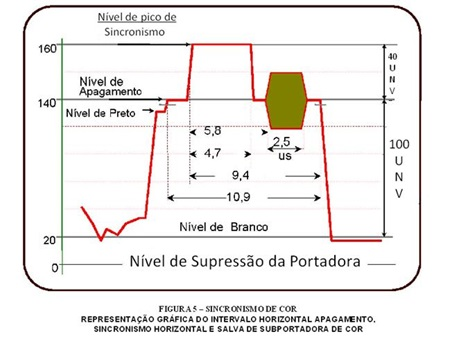 Nível de pico de
Sincronismo
160
40
U
N
V
Nível de
Apagamento
140
Nível de Preto
5,8
2,5
us
4,7
100
U
N
V
9,4
10,9
Nível de Branco
20
0
Nível de Supressão da Portadora
FIGURA 5 – SINCRONISMO DE COR
REPRESENTAÇÃO GRÁFICA DO INTERVALO HORIZONTAL APAGAMENTO,
SINCRONISMO HORIZONTAL E SALVA DE SUBPORTADORA DE COR